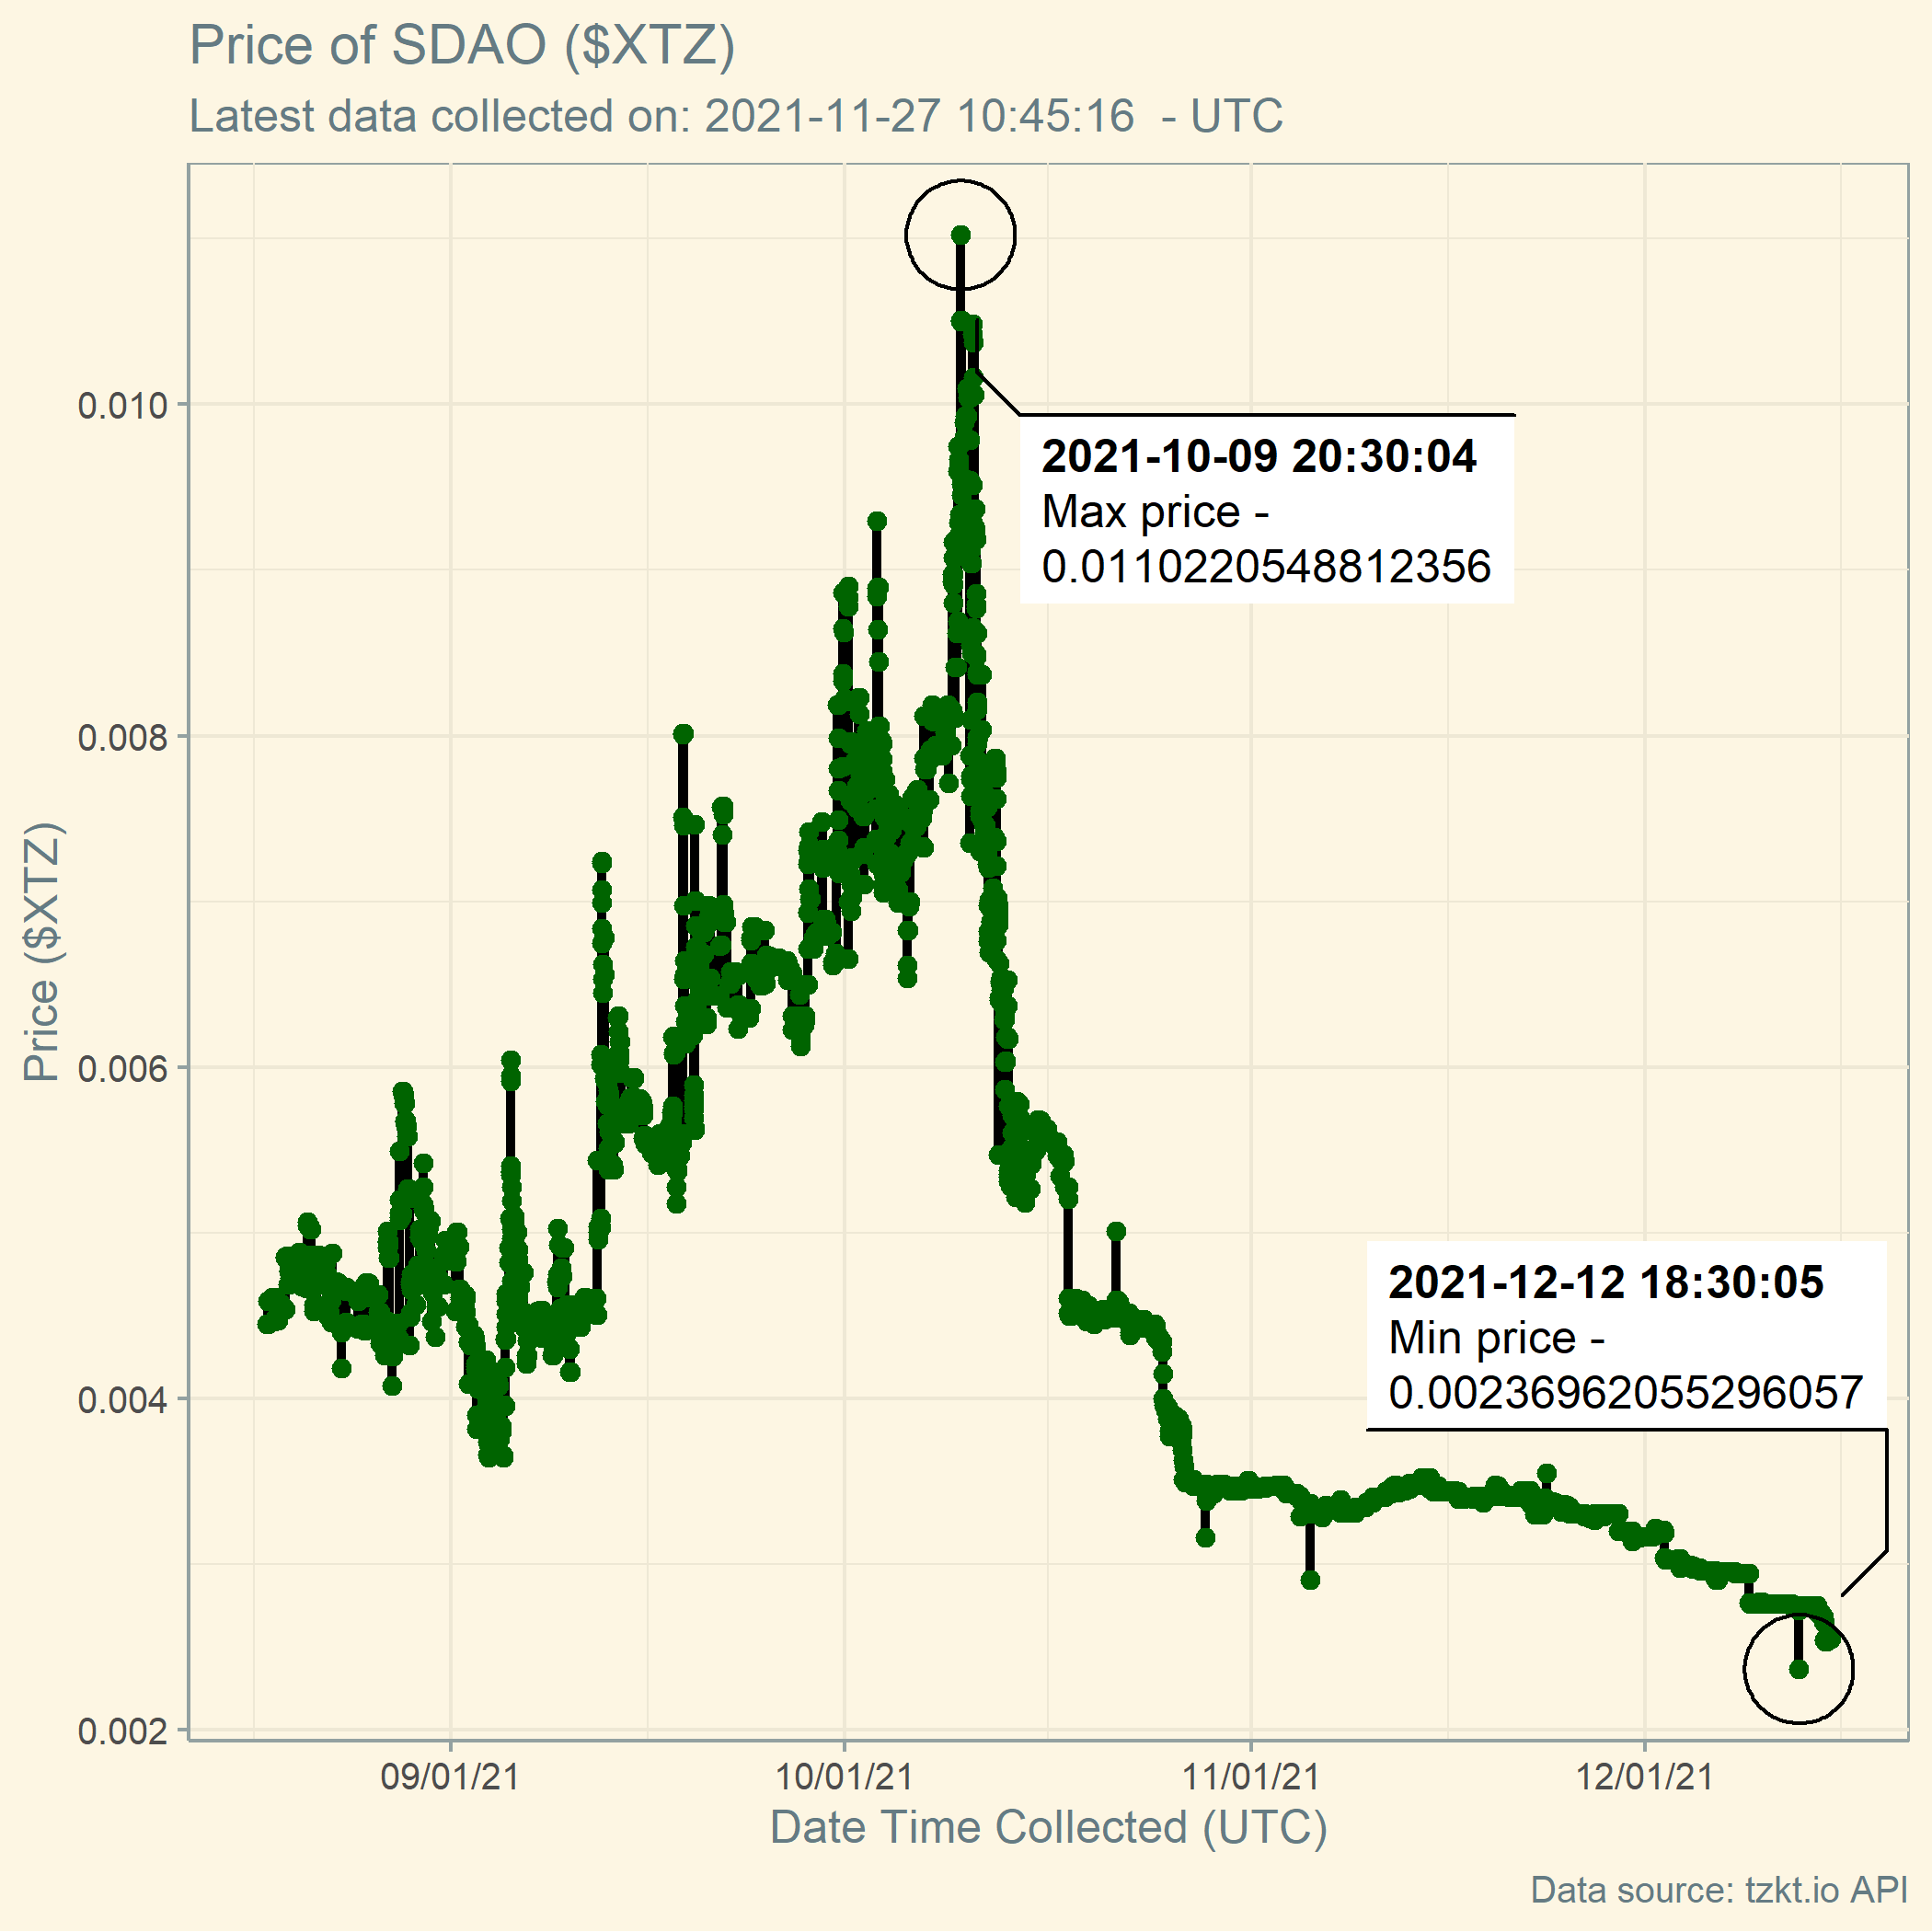 Price of SDAO ($XTZ)
Latest data collected on: 2021-11-27 10:45:16 - UTC
Price ($XTZ)
0.010
0.008
0.006
0.004
0.002
2021-10-09 20:30:04
Max price -
0.01102220548812356
2021-12-12 18:30:05
Min price -
0.00236962055296057
09/01/21
10/01/21
11/01/21
12/01/21
Date Time Collected (UTC)
Data source: tzkt.io API